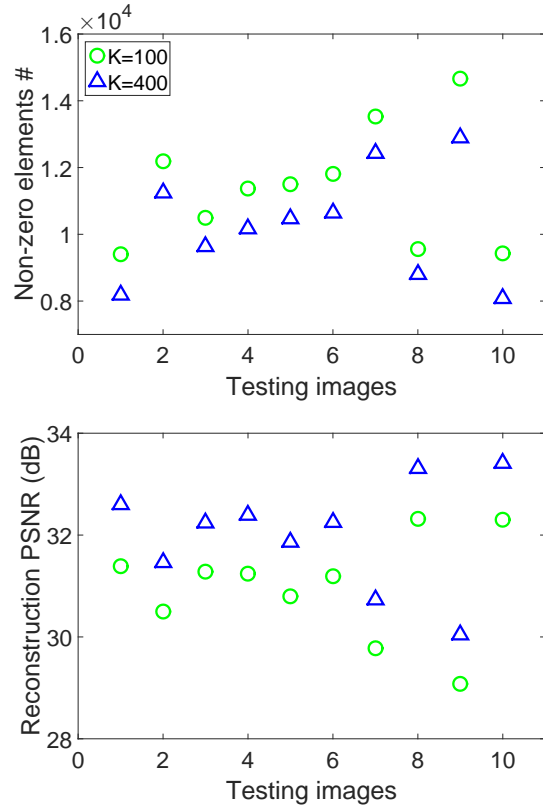 ×10⁴
1.6
1.4
1.2
1
0.8
Non-zero elements #
K=100
K=400
0 2 4 6 8 10
Testing images
34
32
30
28
Reconstruction PSNR (dB)
0 2 4 6 8 10
Testing images